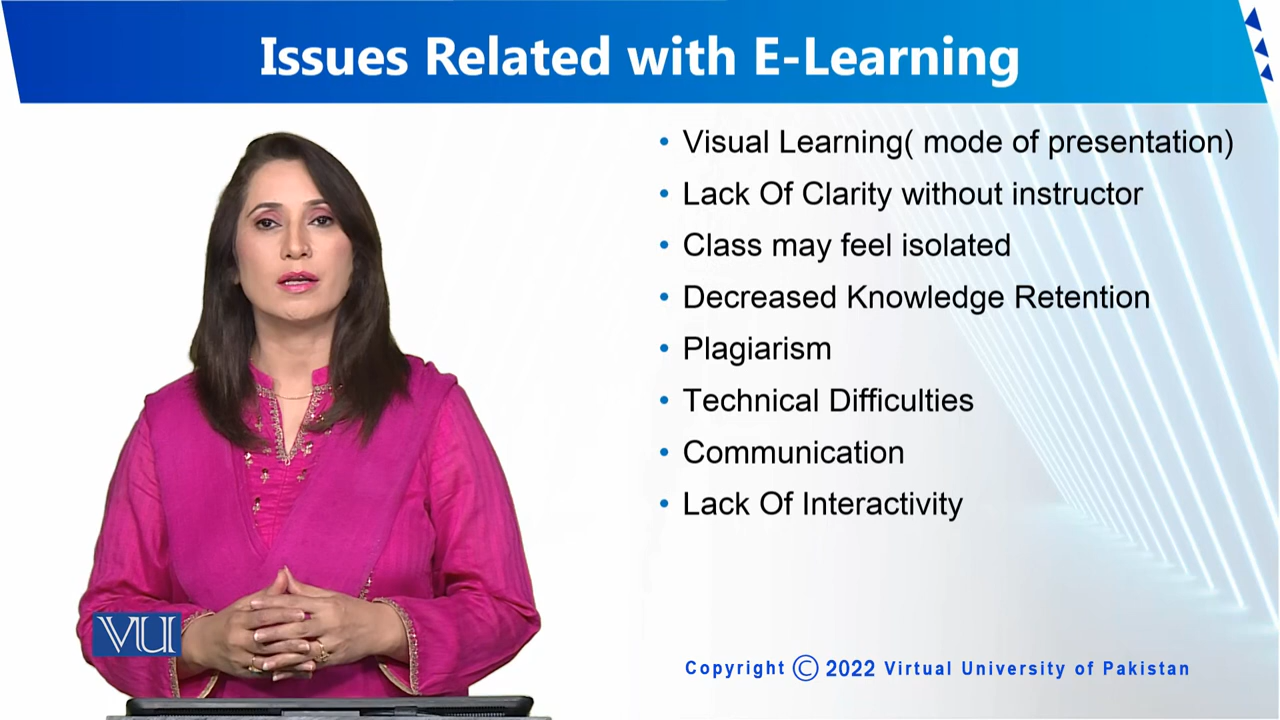 Issues Related with E-Learning
• Visual Learning( mode of presentation)
• Lack Of Clarity without instructor
• Class may feel isolated
• Decreased Knowledge Retention
• Plagiarism
• Technical Difficulties
• Communication
• Lack Of Interactivity
VU
Copyright © 2022 Virtual University of Pakistan